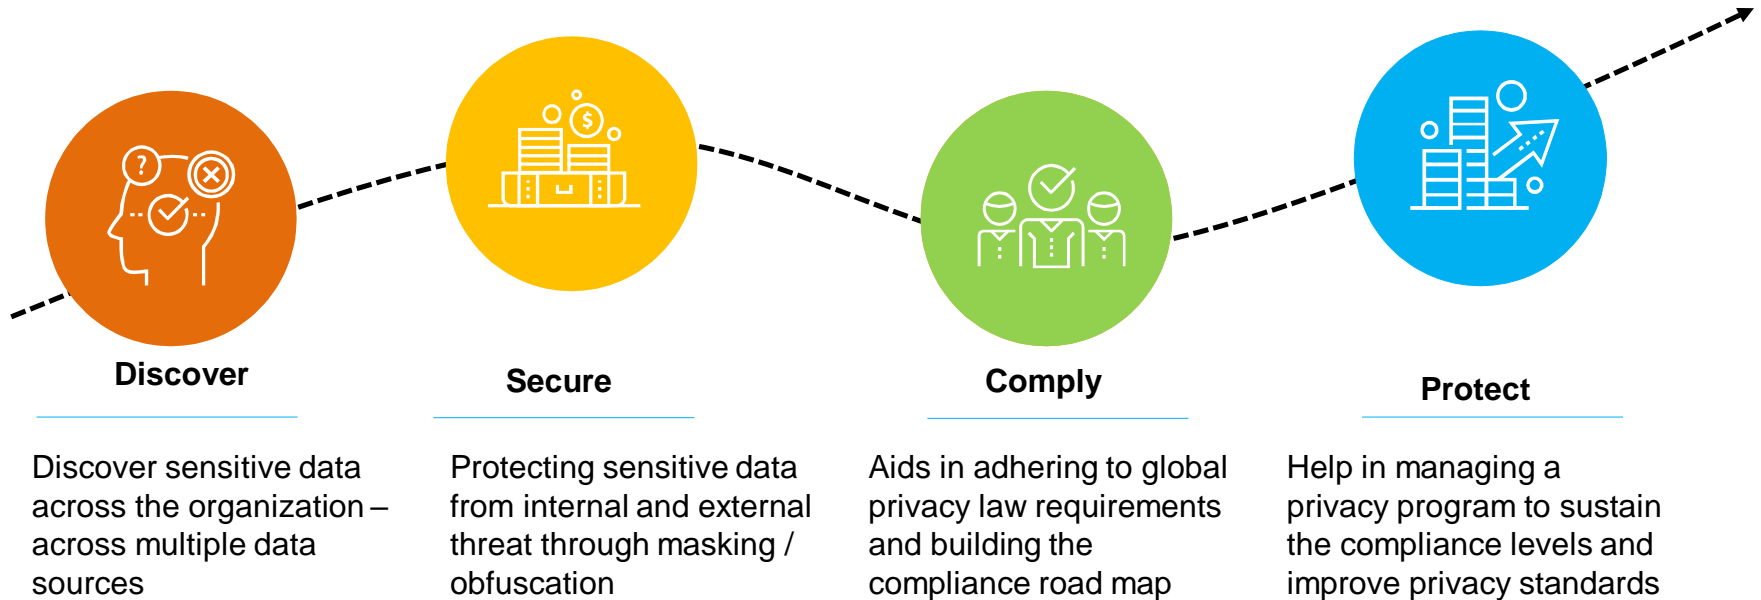 Discover
Discover sensitive data
across the organization –
across multiple data
sources
Secure
Protecting sensitive data
from internal and external
threat through masking /
obfuscation
Comply
Aids in adhering to global
privacy law requirements
and building the
compliance road map
Protect
Help in managing a
privacy program to sustain
the compliance levels and
improve privacy standards
?
$